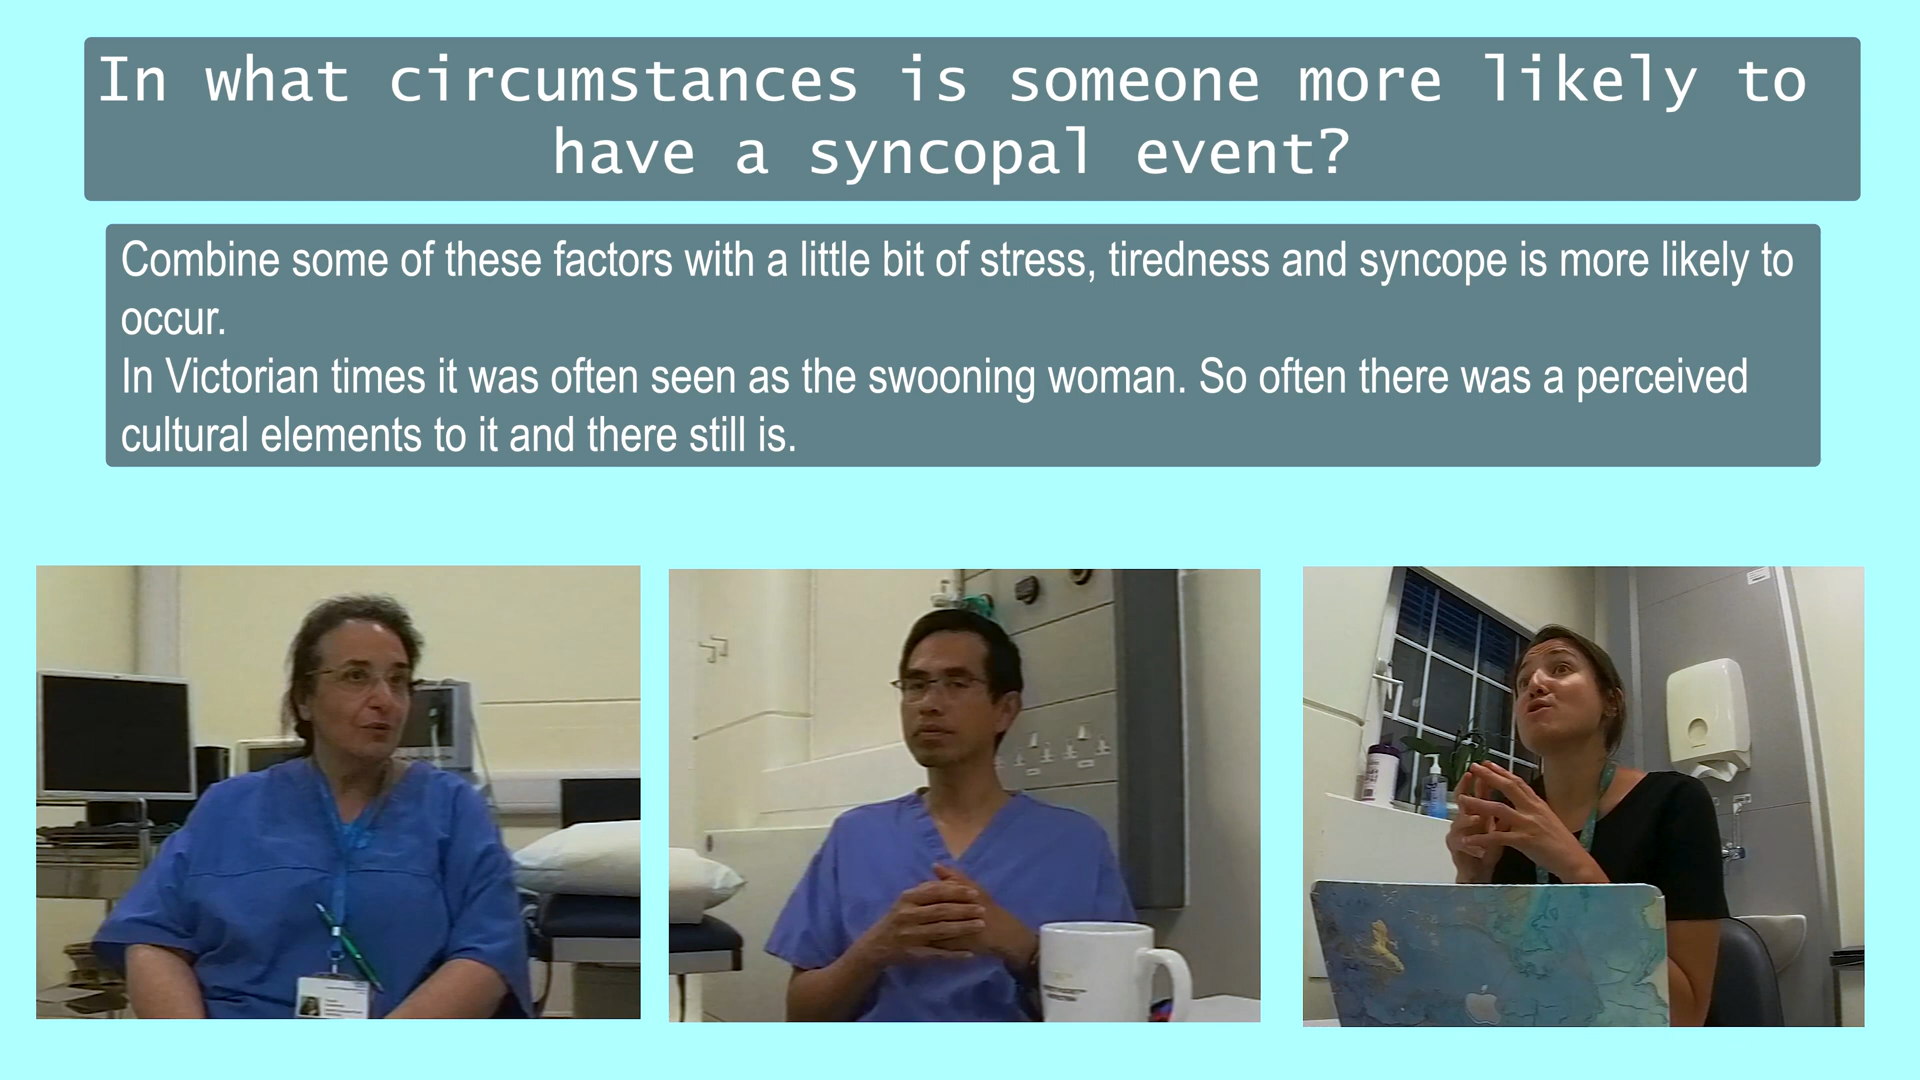 In what circumstances is someone more likely to
have a syncopal event?
Combine some of these factors with a little bit of stress, tiredness and syncope is more likely to
occur.
In Victorian times it was often seen as the swooning woman. So often there was a perceived
cultural elements to it and there still is.